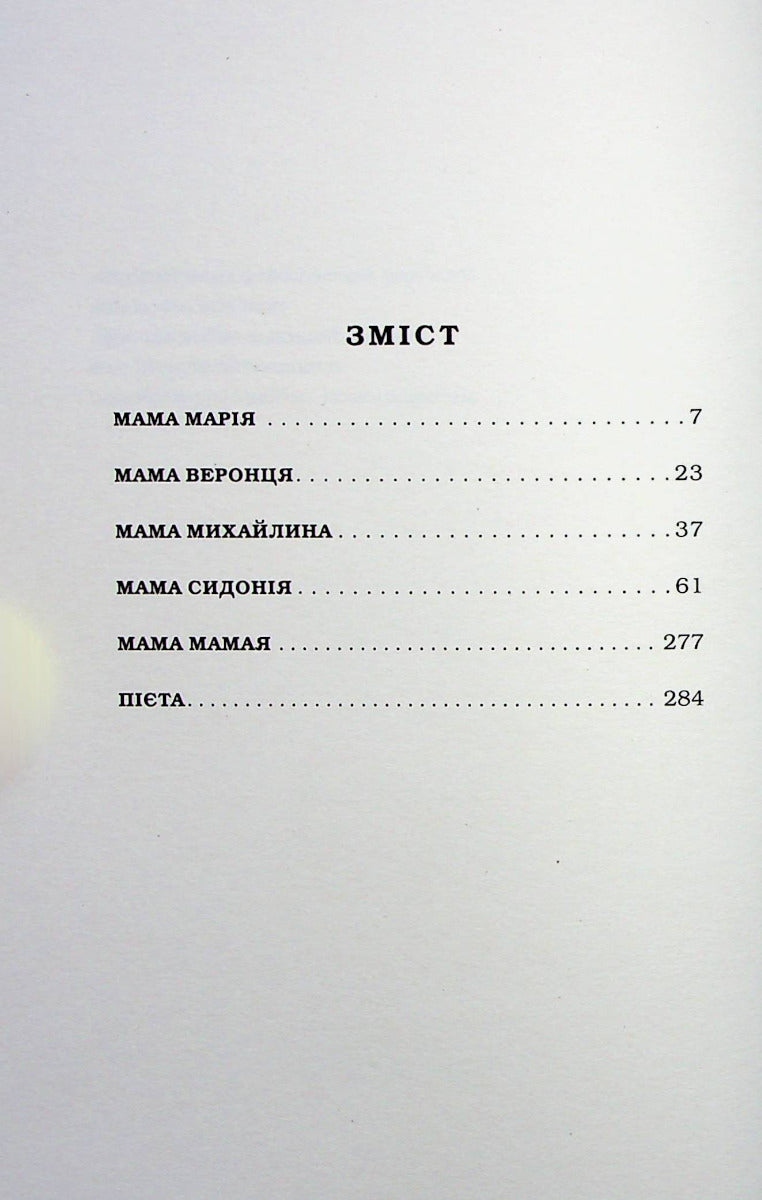 ЗМІСТ
МАМА МАРІЯ . . . . . . . . . . . . . . . . . . . . . . . . . . . . . . . 7
МАМА ВЕРОНЦЯ. . . . . . . . . . . . . . . . . . . . . . . . . . . . 23
МАМА МИХАЙЛИНА . . . . . . . . . . . . . . . . . . . . . . . . . 37
МАМА СИДОНІЯ . . . . . . . . . . . . . . . . . . . . . . . . . . . . 61
МАМА МАМАЯ . . . . . . . . . . . . . . . . . . . . . . . . . . . . 277
ПІЄТА. . . . . . . . . . . . . . . . . . . . . . . . . . . . . . . . . . . 284